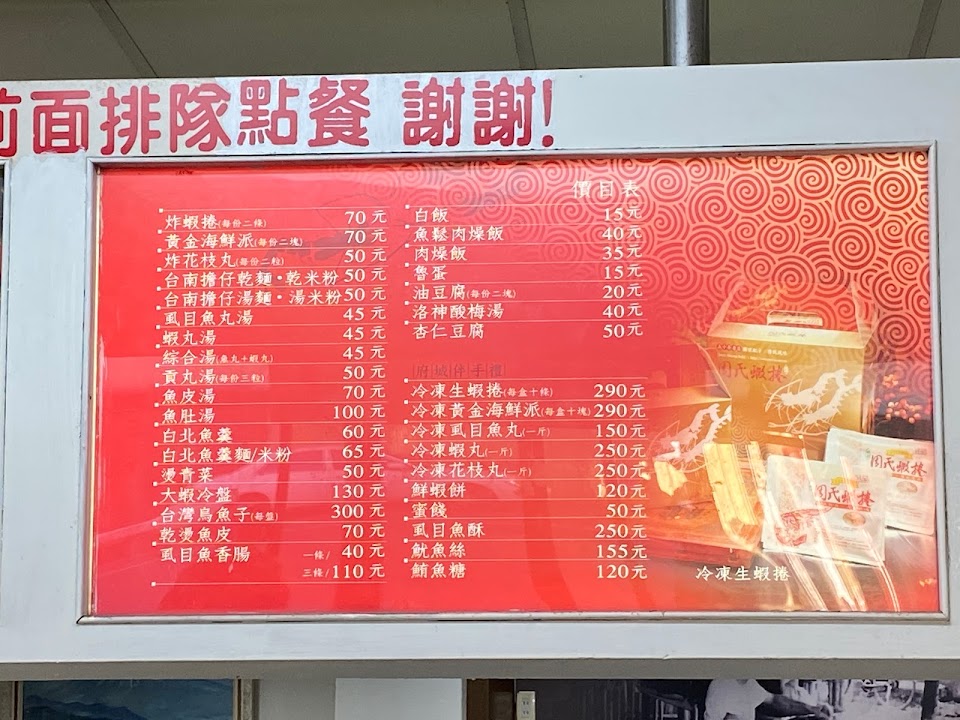 前面排隊點餐 謝謝!
價目表
炸蝦捲(每份二條) 70元
黃金海鮮派(每份二塊) 70元
炸花枝丸(每份二粒) 50元
台南擔仔乾麵・乾米粉 50元
台南擔仔湯麵・湯米粉 50元
虱目魚丸湯 45元
蝦丸湯 45元
綜合湯(魚丸+蝦丸) 45元
貢丸湯(每份三粒) 50元
魚皮湯 70元
魚肚湯 100元
白北魚羹 60元
白北魚羹麵/米粉 65元
燙青菜 50元
大蝦冷盤 130元
台灣烏魚子(每盤) 300元
乾燙魚皮 70元
虱目魚香腸 一條/ 40元
三條/ 110元
白飯 15元
魚鬆肉燥飯 40元
肉燥飯 35元
魯蛋 15元
油豆腐(每份二塊) 20元
洛神酸梅湯 40元
杏仁豆腐 50元
府城伴手禮
冷凍生蝦捲(每盒十條) 290元
冷凍黃金海鮮派(每盒十塊) 290元
冷凍虱目魚丸(一斤) 150元
冷凍蝦丸(一斤) 250元
冷凍花枝丸(一斤) 250元
鮮蝦餅 120元
蜜餞 50元
虱目魚酥 250元
魷魚絲 155元
鮪魚糖 120元
周氏蝦捲
周氏蝦捲
周氏蝦捲
冷凍生蝦捲